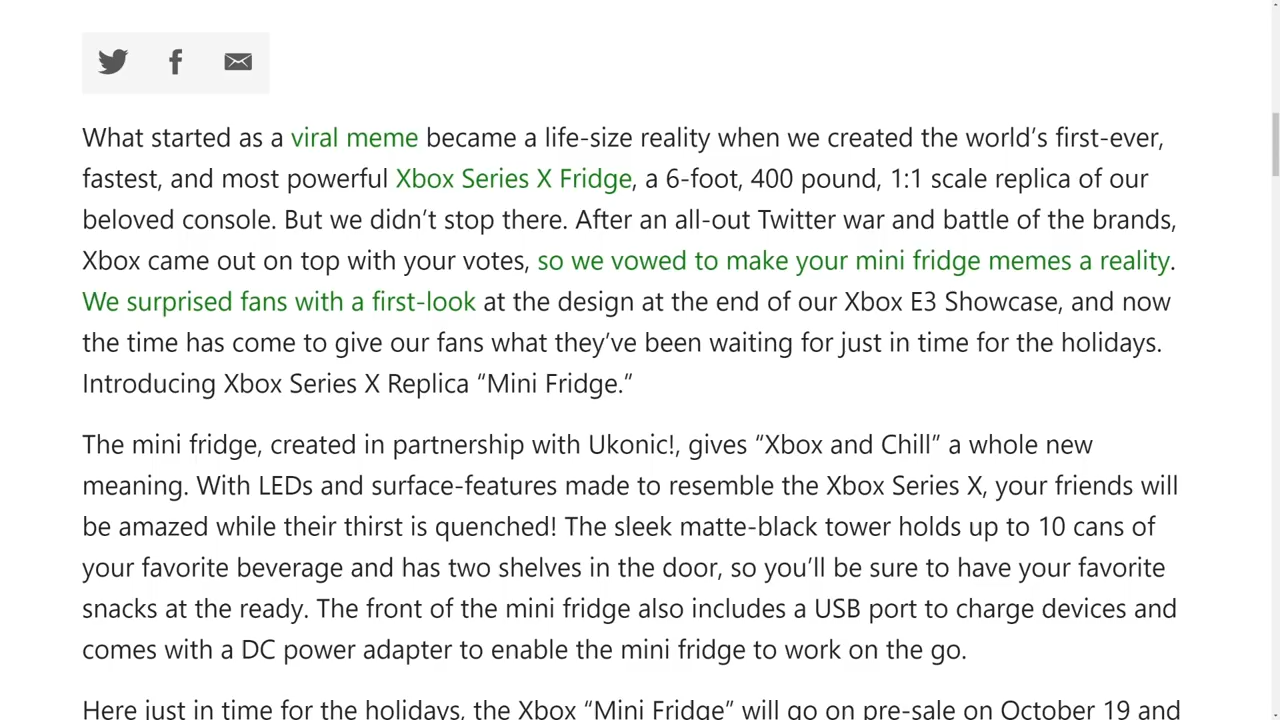 What started as a viral meme became a life-size reality when we created the world’s first-ever,
fastest, and most powerful Xbox Series X Fridge, a 6-foot, 400 pound, 1:1 scale replica of our
beloved console. But we didn’t stop there. After an all-out Twitter war and battle of the brands,
Xbox came out on top with your votes, so we vowed to make your mini fridge memes a reality.
We surprised fans with a first-look at the design at the end of our Xbox E3 Showcase, and now
the time has come to give our fans what they’ve been waiting for just in time for the holidays.
Introducing Xbox Series X Replica “Mini Fridge.”
The mini fridge, created in partnership with Ukonic!, gives “Xbox and Chill” a whole new
meaning. With LEDs and surface-features made to resemble the Xbox Series X, your friends will
be amazed while their thirst is quenched! The sleek matte-black tower holds up to 10 cans of
your favorite beverage and has two shelves in the door, so you’ll be sure to have your favorite
snacks at the ready. The front of the mini fridge also includes a USB port to charge devices and
comes with a DC power adapter to enable the mini fridge to work on the go.
Here just in time for the holidays, the Xbox “Mini Fridge” will go on pre-sale on October 19 and